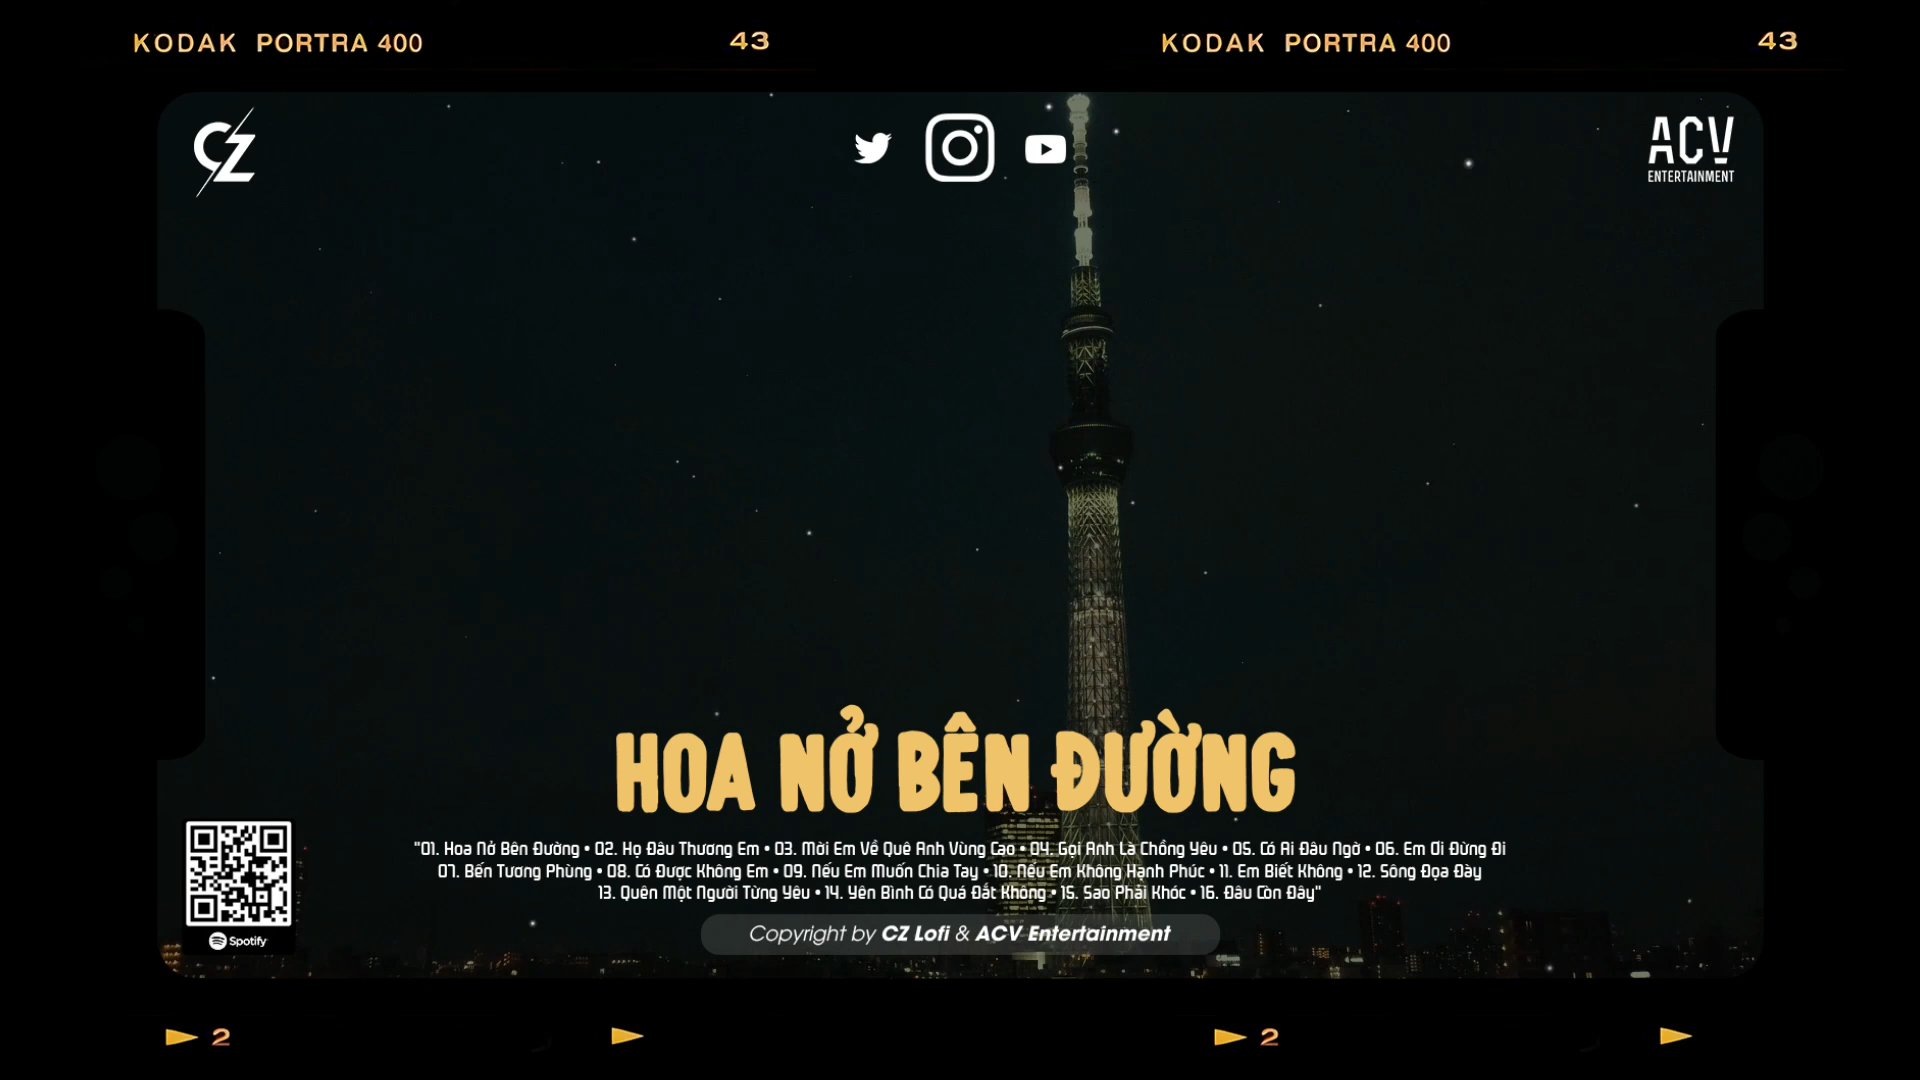 KODAK PORTRA 400 43 KODAK PORTRA 400 43
CZ
ACV
ENTERTAINMENT
HOA NỞ BÊN ĐƯỜNG
"01. Hoa Nở Bên Đường • 02. Họ Đâu Thương Em • 03. Mời Em Về Quê Anh Vùng Cao • 04. Gọi Anh Là Chồng Yêu • 05. Có Ai Đâu Ngờ • 06. Em Ơi Đừng Đi
07. Bến Tương Phùng • 08. Có Được Không Em • 09. Nếu Em Muốn Chia Tay • 10. Nếu Em Không Hạnh Phúc • 11. Em Biết Không • 12. Sông Đọa Đày
13. Quên Một Người Từng Yêu • 14. Yên Bình Có Quá Đắt Không • 15. Sao Phải Khóc • 16. Đâu Còn Đây"
Spotify
Copyright by CZ Lofi & ACV Entertainment
2 2